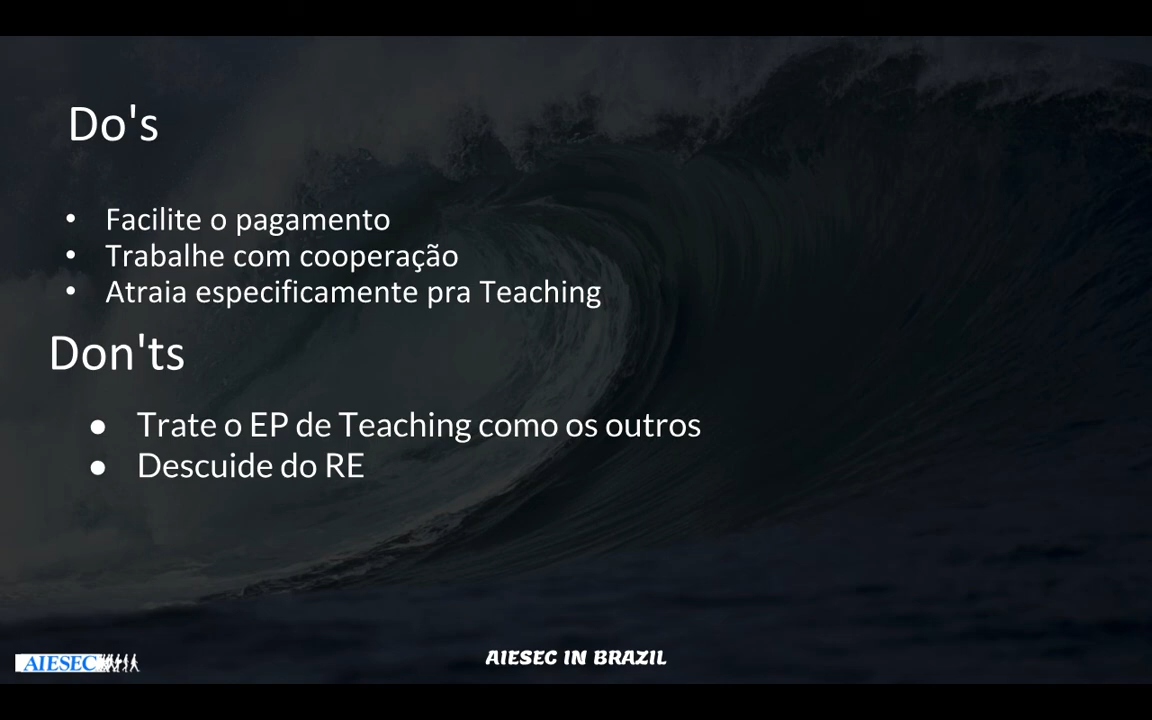 Do's
• Facilite o pagamento
• Trabalhe com cooperação
• Atraia especificamente pra Teaching
Don'ts
● Trate o EP de Teaching como os outros
● Descuide do RE
AIESEC
AIESEC IN BRAZIL